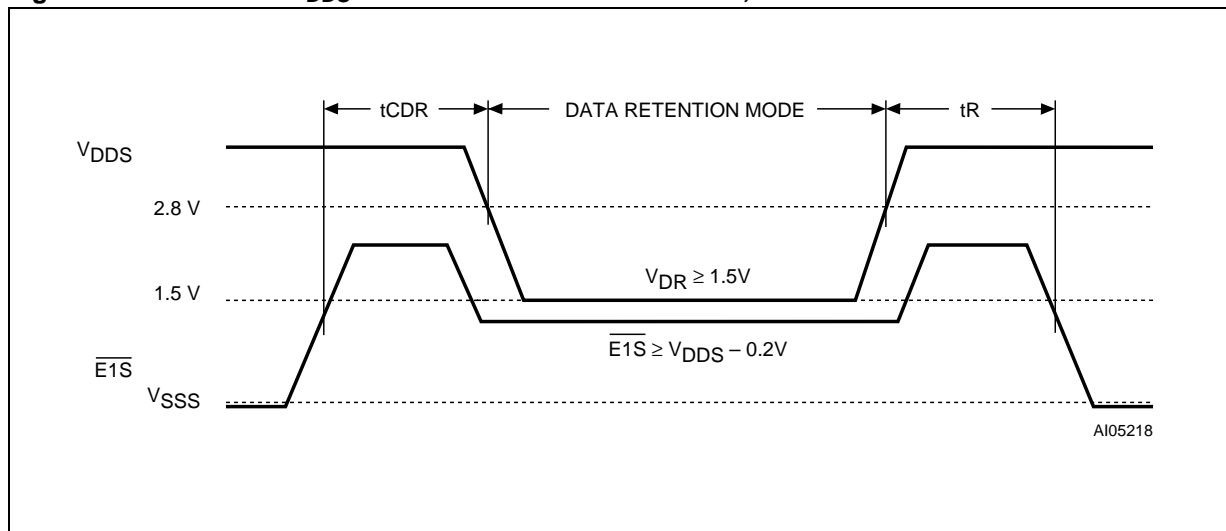 DDS
tCDR DATA RETENTION MODE tR
VDDS
2.8 V
VDR ≥ 1.5V
1.5 V
E1S ≥ VDDS – 0.2V
E1S
VSSS
AI05218